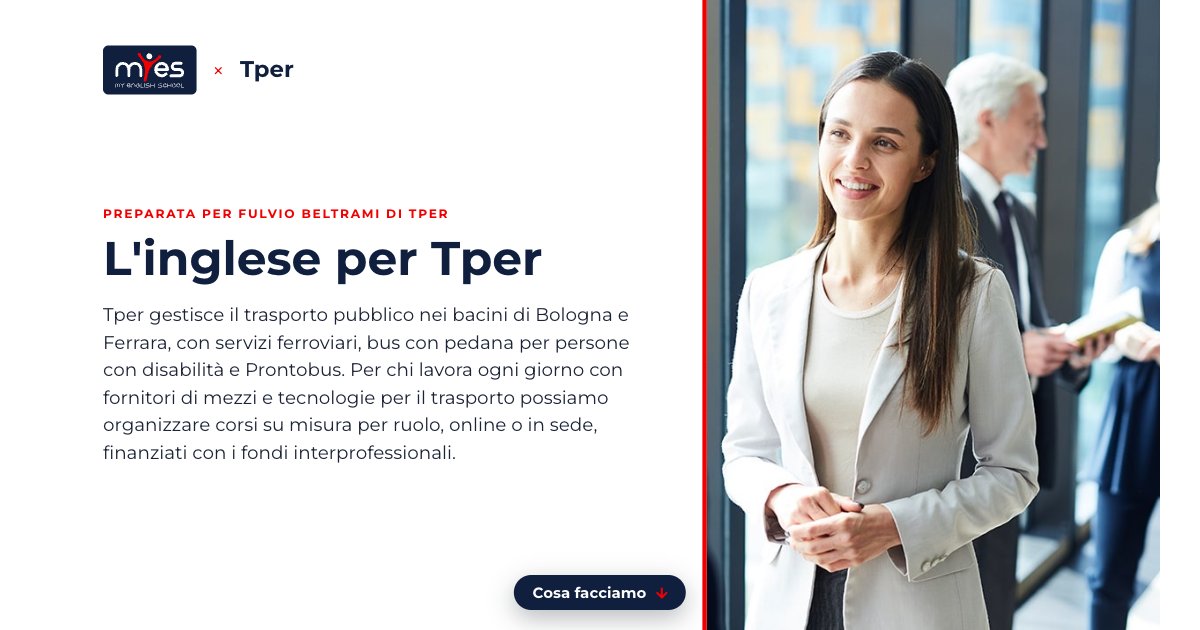 myes
MY ENGLISH SCHOOL
× Tper
PREPARATA PER FULVIO BELTRAMI DI TPER
L'inglese per Tper
Tper gestisce il trasporto pubblico nei bacini di Bologna e
Ferrara, con servizi ferroviari, bus con pedana per persone
con disabilità e Prontobus. Per chi lavora ogni giorno con
fornitori di mezzi e tecnologie per il trasporto possiamo
organizzare corsi su misura per ruolo, online o in sede,
finanziati con i fondi interprofessionali.
Cosa facciamo ↓